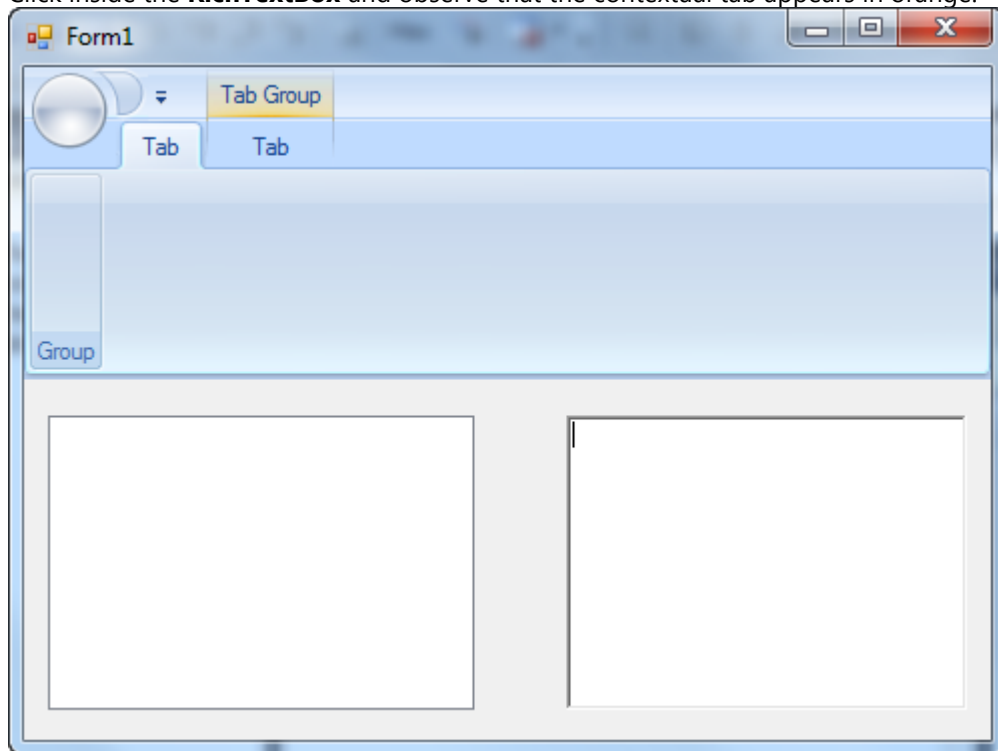 Click inside the RichTextBox and observe that the contextual tab appears in orange.
Form1
Tab Group
Tab Tab
Group